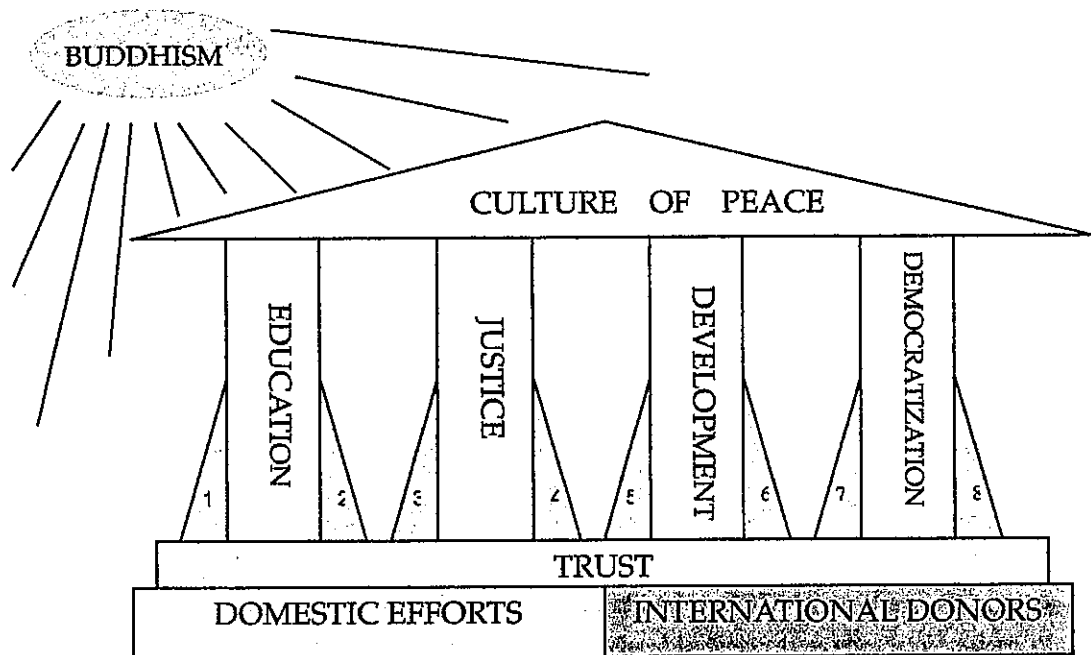 BUDDHISM
CULTURE OF PEACE
EDUCATION
JUSTICE
DEVELOPMENT
DEMOCRATIZATION
1 2 3 4 5 6 7 8
TRUST
DOMESTIC EFFORTS
INTERNATIONAL DONORS